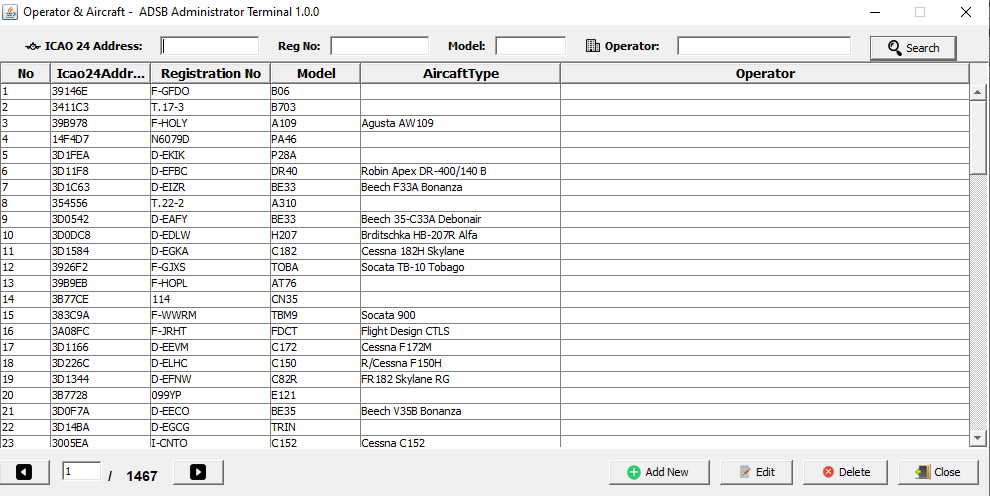 Operator & Aircraft - ADSB Administrator Terminal 1.0.0
ICAO 24 Address: Reg No: Model: Operator: Search
No Icao24Addr... Registration No Model AircaftType Operator
1 39146E F-GFDO B06
2 3411C3 T.17-3 B703
3 39B978 F-HOLY A109 Agusta AW109
4 14F4D7 N6079D PA46
5 3D1FEA D-EKIK P28A
6 3D11F8 D-EFBC DR40 Robin Apex DR-400/140 B
7 3D1C63 D-EIZR BE33 Beech F33A Bonanza
8 354556 T.22-2 A310
9 3D0542 D-EAFY BE33 Beech 35-C33A Debonair
10 3D0DC8 D-EDLW H207 Brditschka HB-207R Alfa
11 3D1584 D-EGKA C182 Cessna 182H Skylane
12 3926F2 F-GJXS TOBA Socata TB-10 Tobago
13 39B9EB F-HOPL AT76
14 3B77CE 114 CN35
15 383C9A F-WWRM TBM9 Socata 900
16 3A08FC F-JRHT FDCT Flight Design CTLS
17 3D1166 D-EEVM C172 Cessna F172M
18 3D226C D-ELHC C150 R/Cessna F150H
19 3D1344 D-EFNW C82R FR182 Skylane RG
20 3B7728 099YP E121
21 3D0F7A D-EECO BE35 Beech V35B Bonanza
22 3D14BA D-EGCG TRIN
23 3005EA I-CNTO C152 Cessna C152
1 / 1467 Add New Edit Delete Close